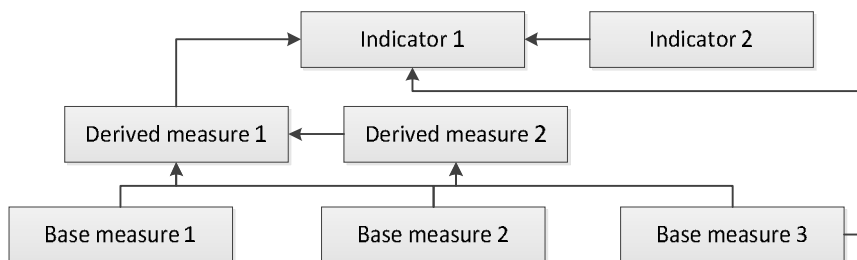 Indicator 1
Indicator 2
Derived measure 1
Derived measure 2
Base measure 1
Base measure 2
Base measure 3